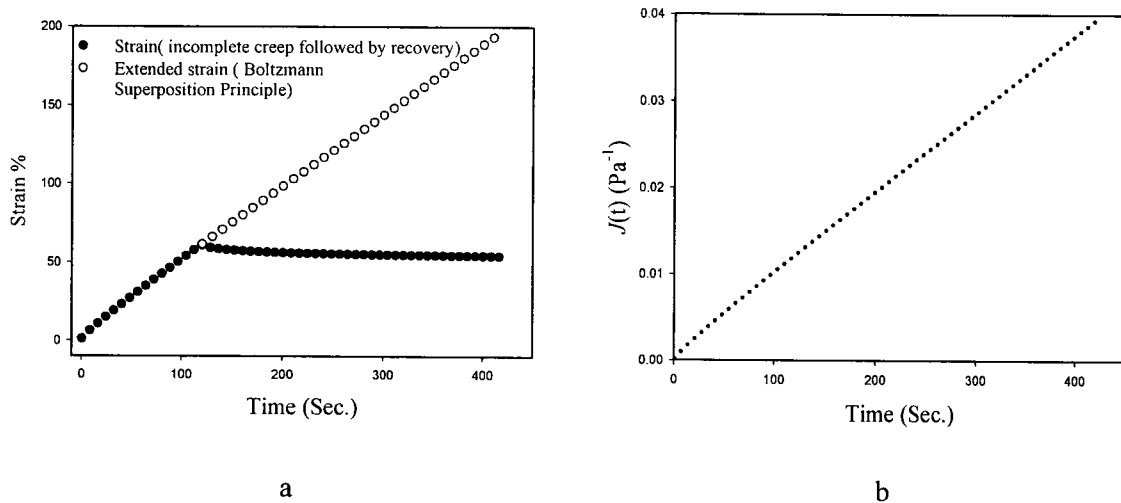 200
150
100
50
0
Strain %
Strain( incomplete creep followed by recovery)
Extended strain ( Boltzmann
Superposition Principle)
0 100 200 300 400
Time (Sec.)
a
0.04
0.03
0.02
0.01
0.00
J(t) (Pa⁻¹)
0 100 200 300 400
Time (Sec.)
b